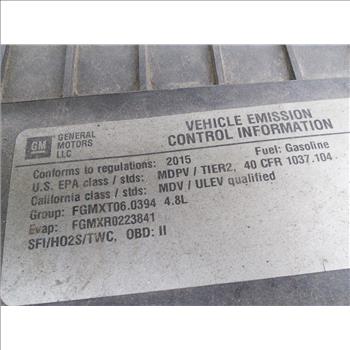 GM
GENERAL
MOTORS
LLC
VEHICLE EMISSION
CONTROL INFORMATION
Conforms to regulations: 2015 Fuel: Gasoline
U.S. EPA class / stds: MDPV / TIER2, 40 CFR 1037.104
California class / stds: MDV / ULEV qualified
Group: FGMXT06.0394 4.8L
Evap: FGMXR0223841
SFI/HO2S/TWC, OBD: II